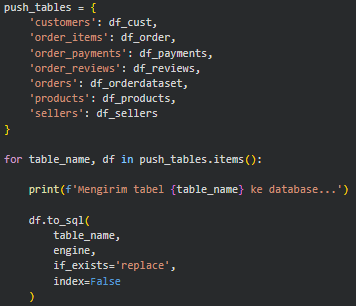 push_tables = {
    'customers': df_cust,
    'order_items': df_order,
    'order_payments': df_payments,
    'order_reviews': df_reviews,
    'orders': df_orderdataset,
    'products': df_products,
    'sellers': df_sellers
}

for table_name, df in push_tables.items():

    print(f'Mengirim tabel {table_name} ke database...')

    df.to_sql(
        table_name,
        engine,
        if_exists='replace',
        index=False
    )